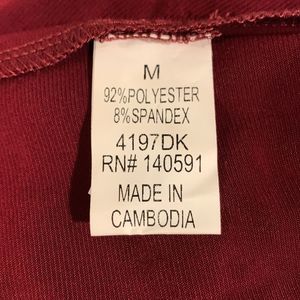 M
92%POLYESTER
8%SPANDEX
4197DK
RN# 140591
MADE IN
CAMBODIA